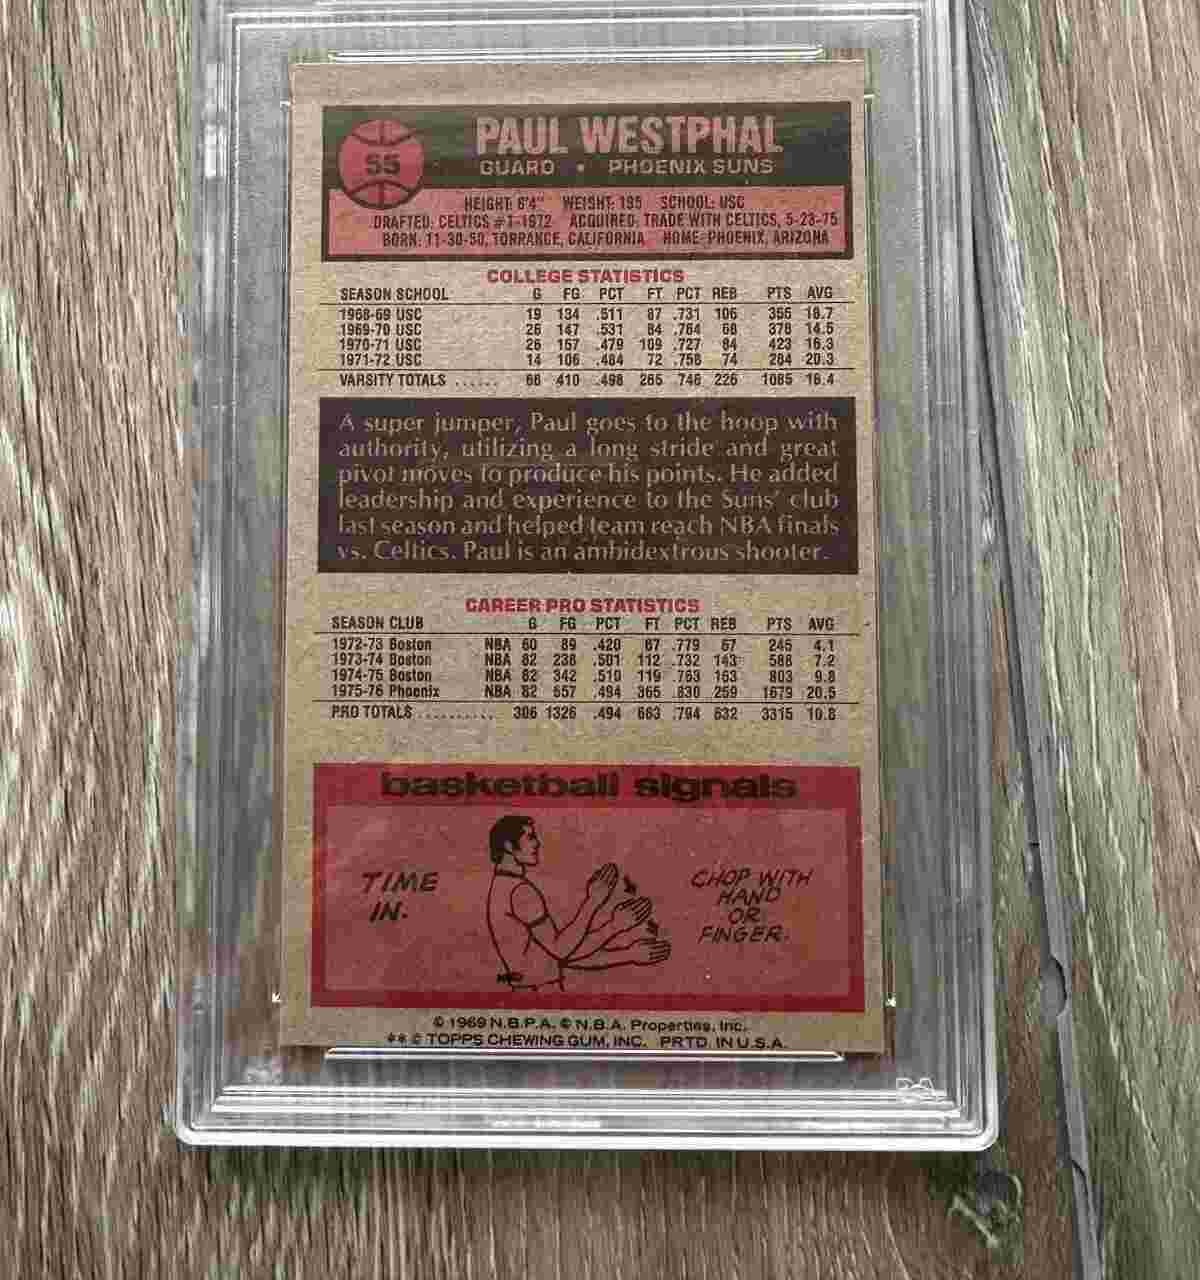 55
PAUL WESTPHAL
GUARD • PHOENIX SUNS
HEIGHT: 6'4" WEIGHT: 195 SCHOOL: USC
DRAFTED: CELTICS #1-1972 ACQUIRED: TRADE WITH CELTICS, 5-23-75
BORN: 11-30-50, TORRANCE, CALIFORNIA HOME: PHOENIX, ARIZONA
COLLEGE STATISTICS
SEASON SCHOOL G FG PCT FT PCT REB PTS AVG
1968-69 USC 19 134 .511 87 .731 106 355 18.7
1969-70 USC 26 147 .531 84 .764 68 378 14.5
1970-71 USC 26 157 .479 109 .727 84 423 16.3
1971-72 USC 14 106 .484 72 .758 74 284 20.3
VARSITY TOTALS ...... 66 410 .498 265 .746 226 1085 16.4
A super jumper, Paul goes to the hoop with
authority, utilizing a long stride and great
pivot moves to produce his points. He added
leadership and experience to the Suns' club
last season and helped team reach NBA finals
vs. Celtics. Paul is an ambidextrous shooter.
CAREER PRO STATISTICS
SEASON CLUB G FG PCT FT PCT REB PTS AVG
1972-73 Boston NBA 60 89 .420 67 .779 67 245 4.1
1973-74 Boston NBA 82 238 .501 112 .732 143 588 7.2
1974-75 Boston NBA 82 342 .510 119 .763 163 803 9.8
1975-76 Phoenix NBA 82 657 .494 365 .830 259 1679 20.5
PRO TOTALS .......... 306 1326 .494 663 .794 632 3315 10.8
basketball signals
TIME
IN.
CHOP WITH
HAND
OR
FINGER.
© 1969 N.B.P.A. © N.B.A. Properties, Inc.
** © TOPPS CHEWING GUM, INC. PRTD. IN U.S.A.